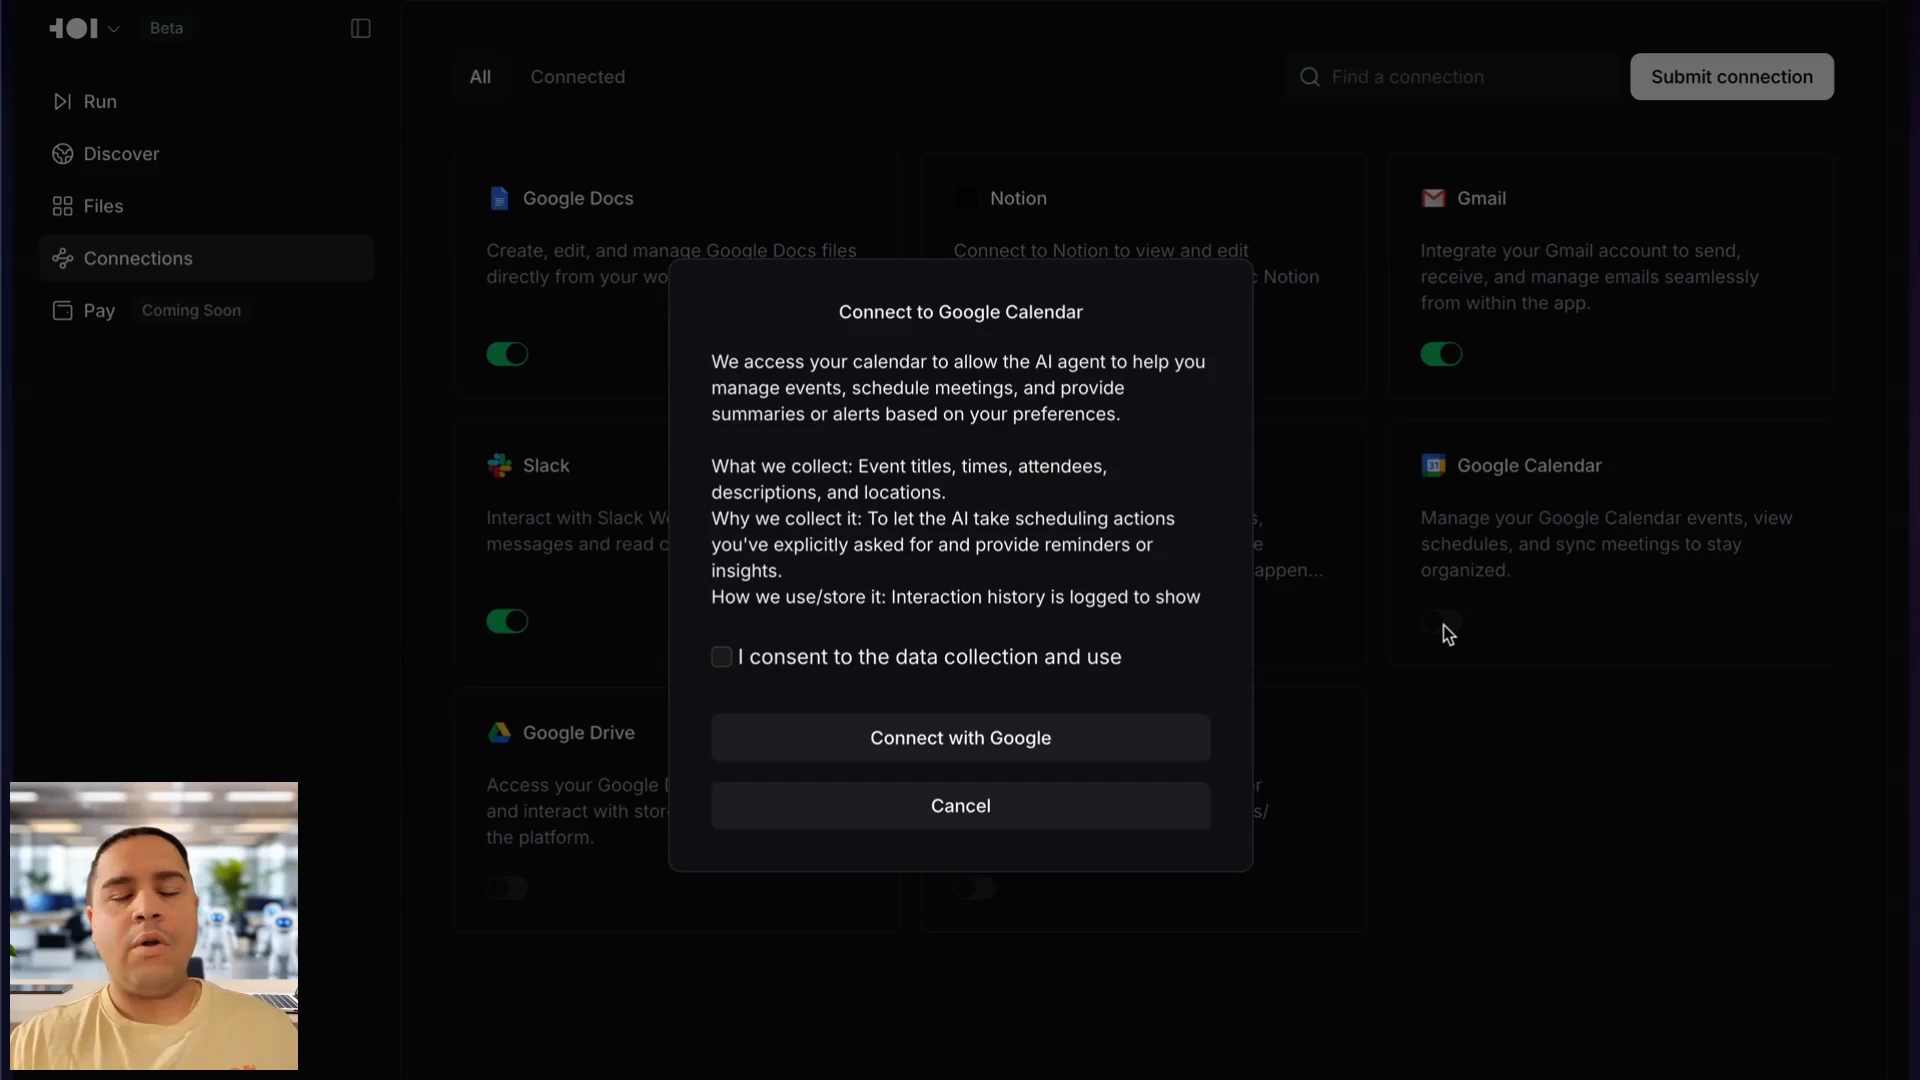 Beta
Run
Discover
Files
Connections
Pay
Coming Soon
All
Connected
Find a connection
Submit connection
Google Docs
Create, edit, and manage Google Docs files
directly from your wo
Notion
Connect to Notion to view and edit
Notion
Gmail
Integrate your Gmail account to send,
receive, and manage emails seamlessly
from within the app.
Connect to Google Calendar
We access your calendar to allow the AI agent to help you
manage events, schedule meetings, and provide
summaries or alerts based on your preferences.
What we collect: Event titles, times, attendees,
descriptions, and locations.
Why we collect it: To let the AI take scheduling actions
you've explicitly asked for and provide reminders or
insights.
How we use/store it: Interaction history is logged to show
I consent to the data collection and use
Connect with Google
Cancel
Slack
Interact with Slack W
messages and read c
appen...
31
Google Calendar
Manage your Google Calendar events, view
schedules, and sync meetings to stay
organized.
Google Drive
Access your Google
and interact with stor
the platform.
s/